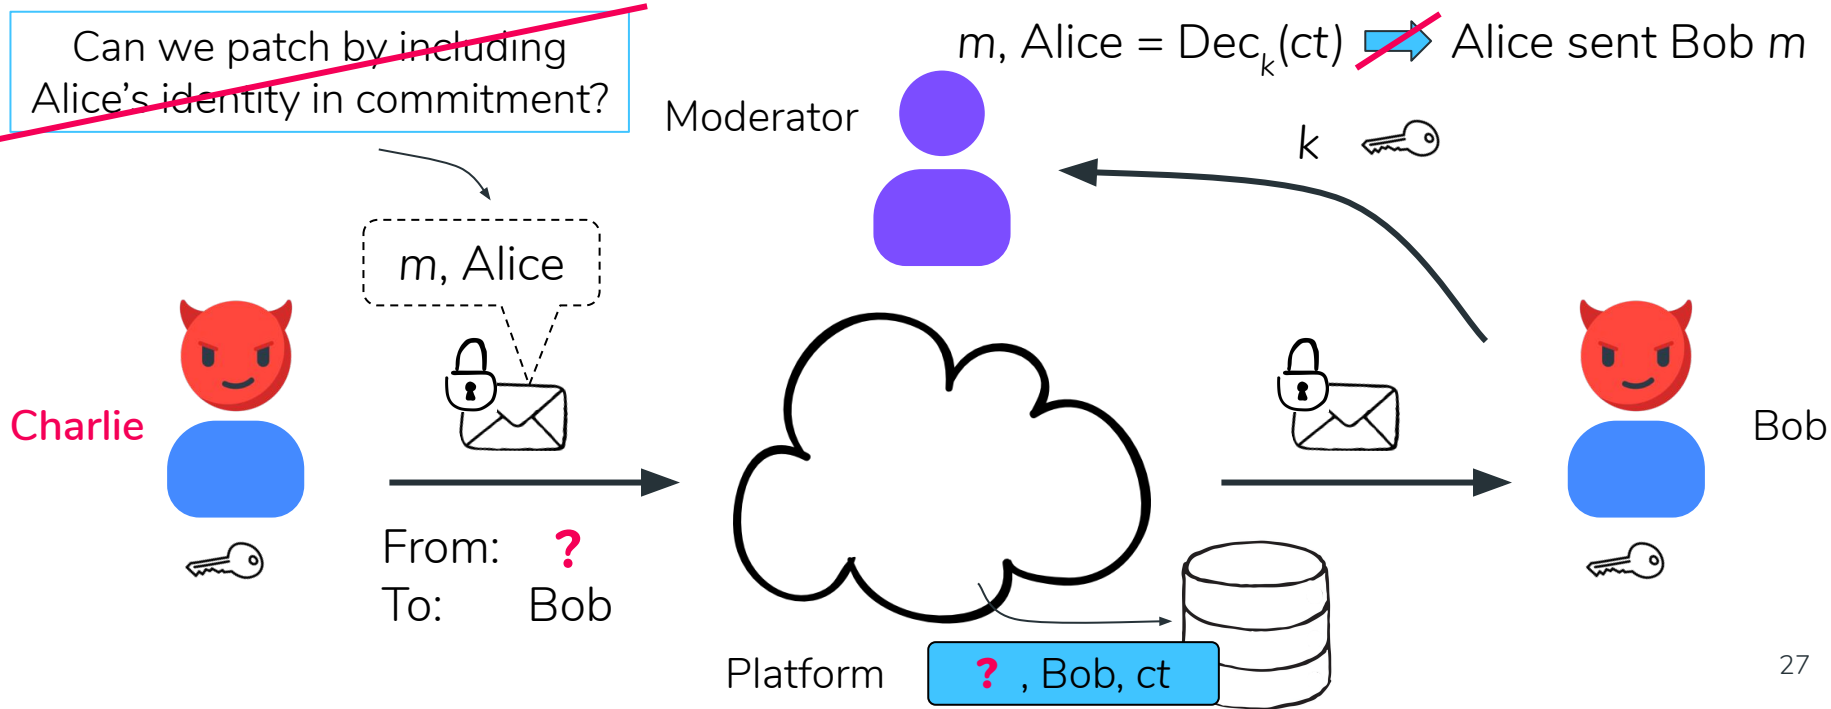 Can we patch by including
Alice’s identity in commitment?
m, Alice = Dec_k(ct) Alice sent Bob m
Moderator
k
m, Alice
Charlie
Bob
From: ?
To: Bob
Platform
? , Bob, ct
27